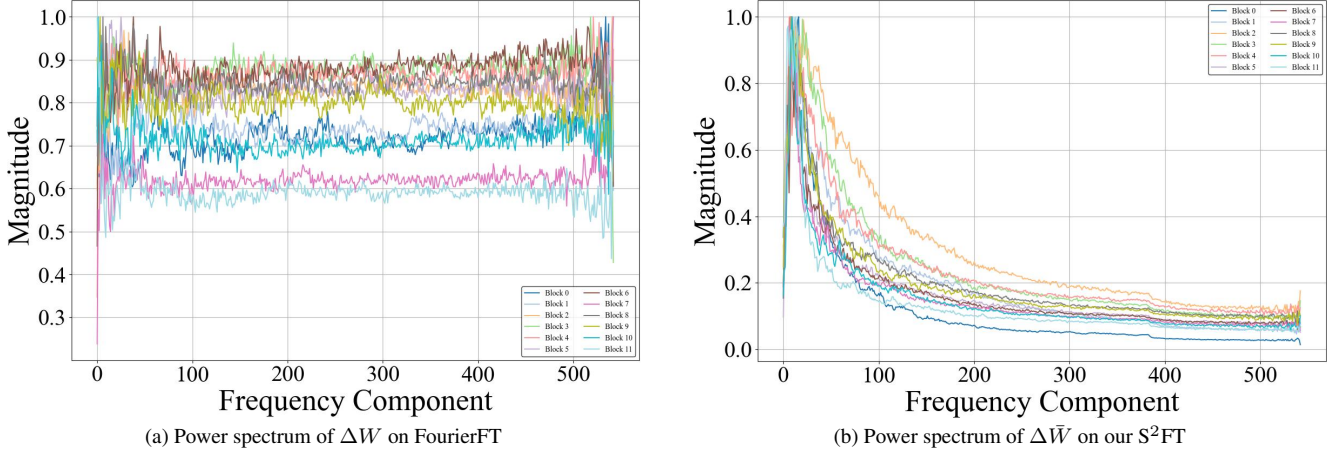 1.0
0.9
0.8
0.7
0.6
0.5
0.4
0.3
Magnitude
0 100 200 300 400 500
Frequency Component
Block 0 Block 6
Block 1 Block 7
Block 2 Block 8
Block 3 Block 9
Block 4 Block 10
Block 5 Block 11
(a) Power spectrum of ΔW on FourierFT
1.0
0.8
0.6
0.4
0.2
0.0
Magnitude
0 100 200 300 400 500
Frequency Component
Block 0 Block 6
Block 1 Block 7
Block 2 Block 8
Block 3 Block 9
Block 4 Block 10
Block 5 Block 11
(b) Power spectrum of ΔW̄ on our S²FT